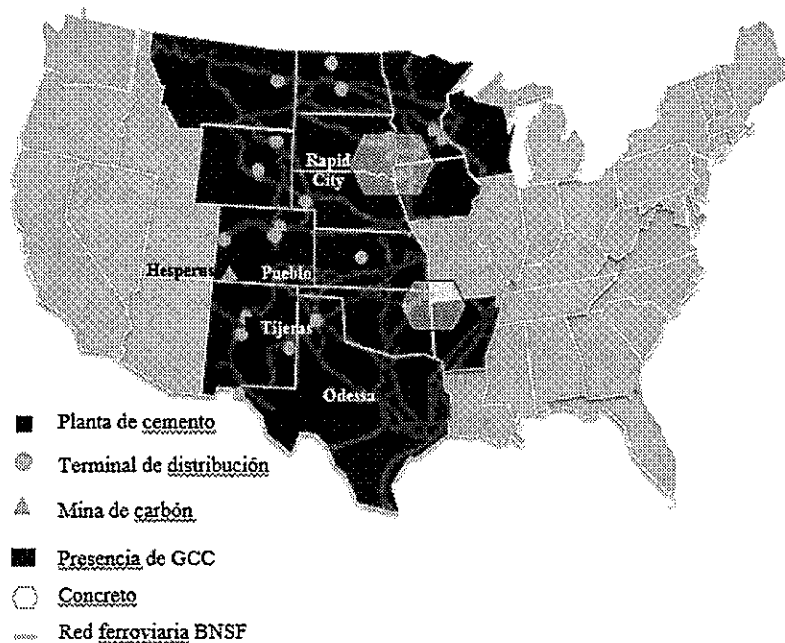 Rapid
City
Hesperus
Pueblo
Tijeras
Odessa
Planta de cemento
Terminal de distribución
Mina de carbón
Presencia de GCC
Concreto
Red ferroviaria BNSF